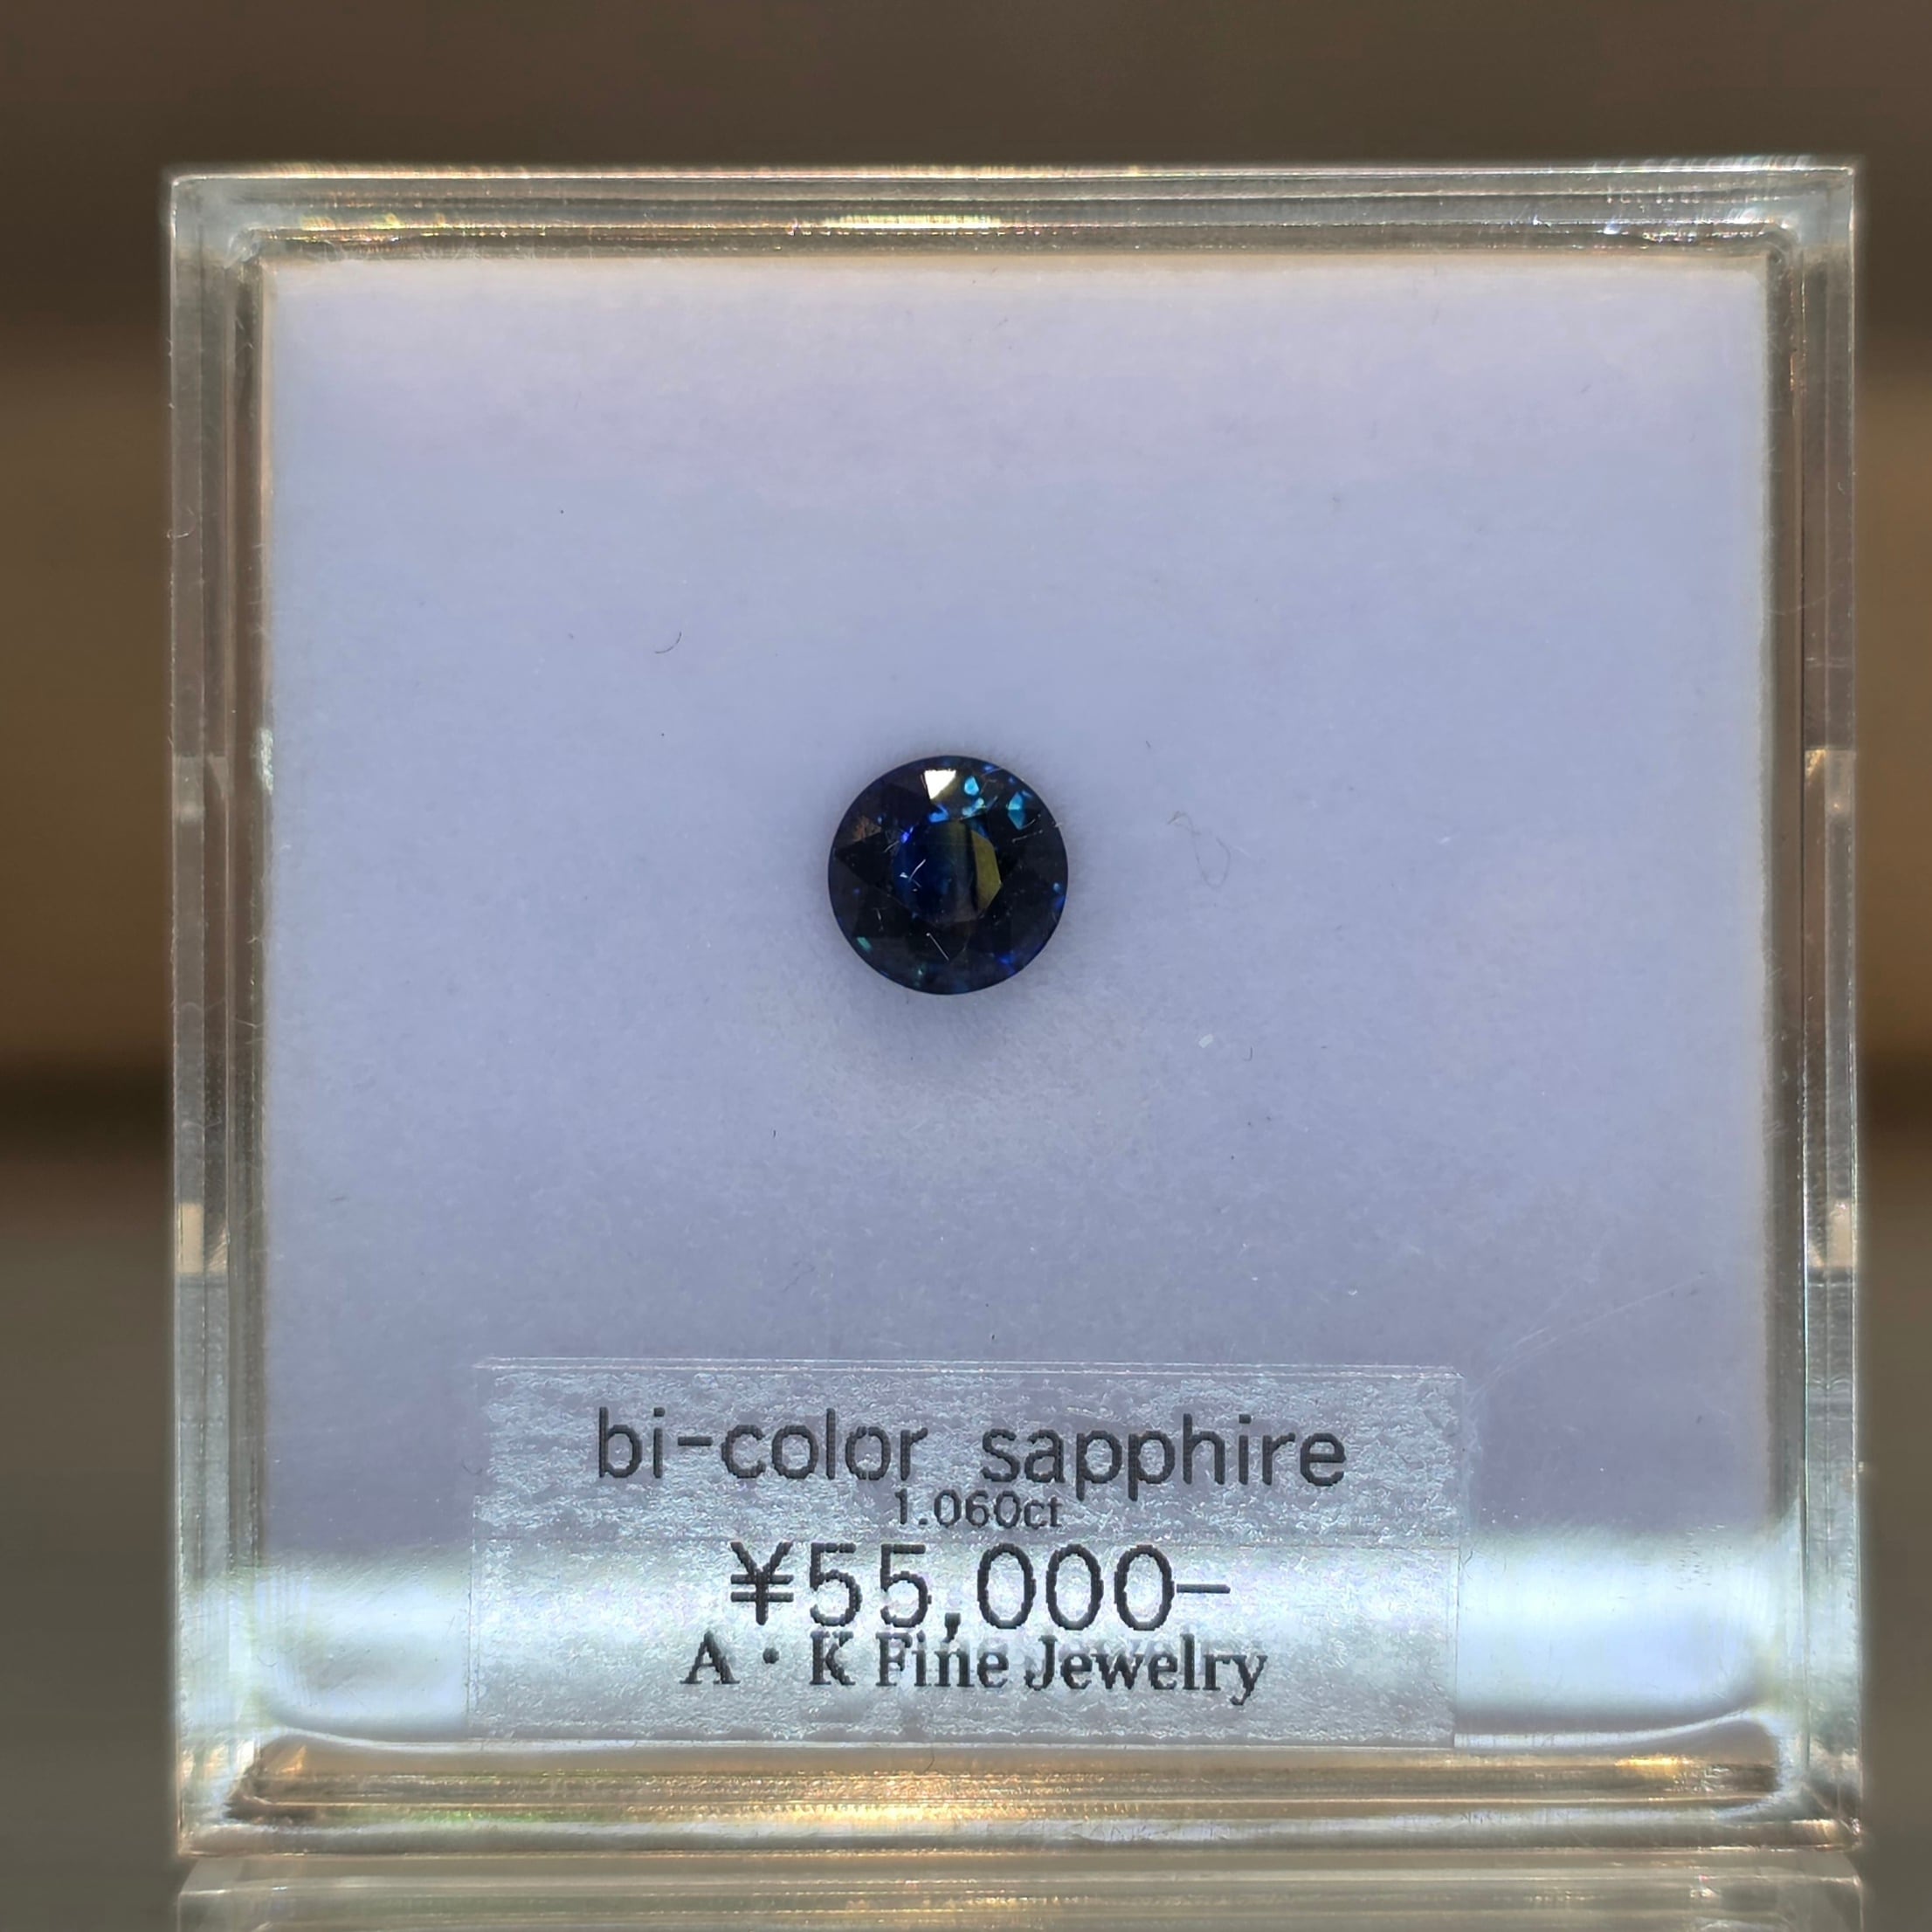 bi-color sapphire
1.060ct
¥55,000-
A・K Fine Jewelry